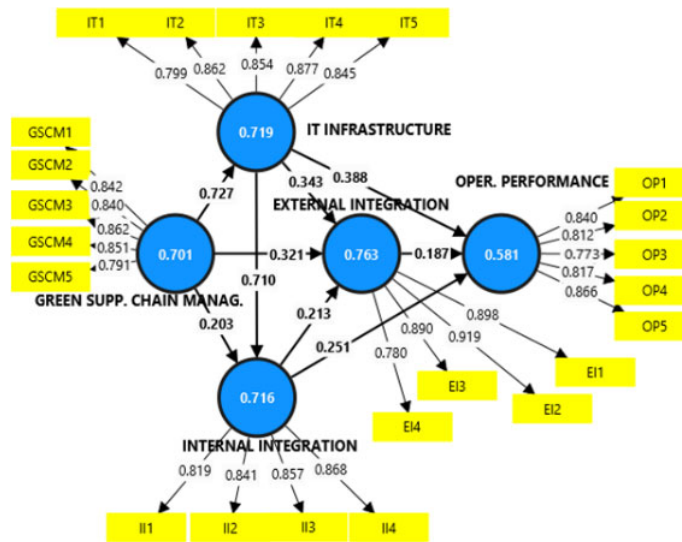 IT1 IT2 IT3 IT4 IT5
0.799 0.862 0.854 0.877 0.845
0.719 IT INFRASTRUCTURE
GSCM1
GSCM2
GSCM3
GSCM4
GSCM5
0.842
0.840
0.862
0.851
0.791
0.701
GREEN SUPP. CHAIN MANAG.
0.727
0.343
0.388
0.321
0.710
0.203
EXTERNAL INTEGRATION
0.763
0.187
0.213
0.251
OPER. PERFORMANCE
0.581
0.840
0.812
0.773
0.817
0.866
OP1
OP2
OP3
OP4
OP5
0.898
0.919
0.890
0.780
EI1
EI2
EI3
EI4
0.716
INTERNAL INTEGRATION
0.819 0.841 0.857 0.868
II1 II2 II3 II4